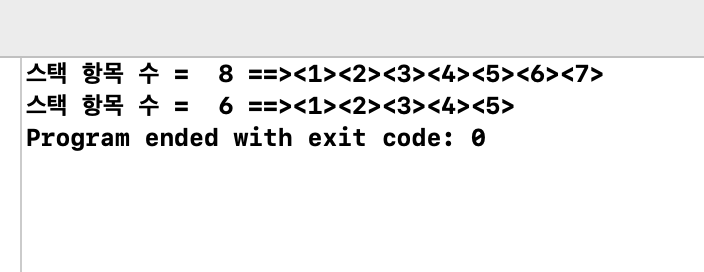 스택 항목 수 =  8 ==><1><2><3><4><5><6><7>
스택 항목 수 =  6 ==><1><2><3><4><5>
Program ended with exit code: 0